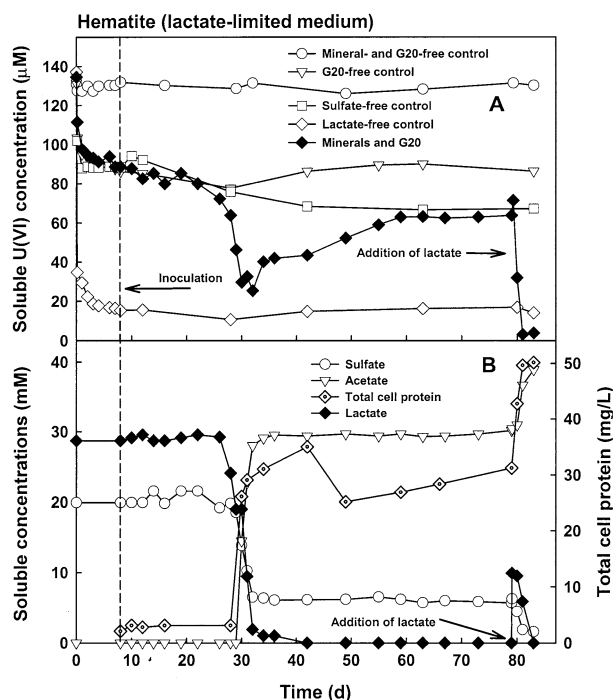 Hematite (lactate-limited medium)
Soluble U(VI) concentration (μM)
140
120
100
80
60
40
20
0
Mineral- and G20-free control
G20-free control
Sulfate-free control
Lactate-free control
Minerals and G20
A
Inoculation
Addition of lactate
Soluble concentrations (mM)
40
30
20
10
0
Sulfate
Acetate
Total cell protein
Lactate
B
Addition of lactate
50
40
30
20
10
0
Total cell protein (mg/L)
0 10 20 30 40 50 60 70 80
Time (d)